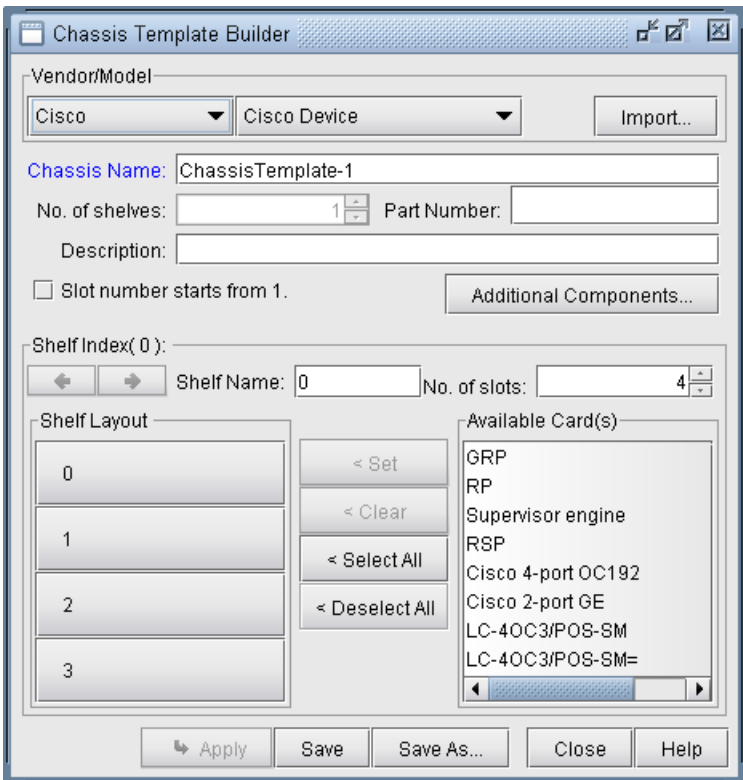 Chassis Template Builder
Vendor/Model
Cisco Cisco Device Import...
Chassis Name: ChassisTemplate-1
No. of shelves: 1 Part Number:
Description:
Slot number starts from 1. Additional Components...
Shelf Index( 0 ):
Shelf Name: 0 No. of slots: 4
Shelf Layout
0
1
2
3
< Set
< Clear
< Select All
< Deselect All
Available Card(s)
GRP
RP
Supervisor engine
RSP
Cisco 4-port OC192
Cisco 2-port GE
LC-4OC3/POS-SM
LC-4OC3/POS-SM=
Apply Save Save As... Close Help